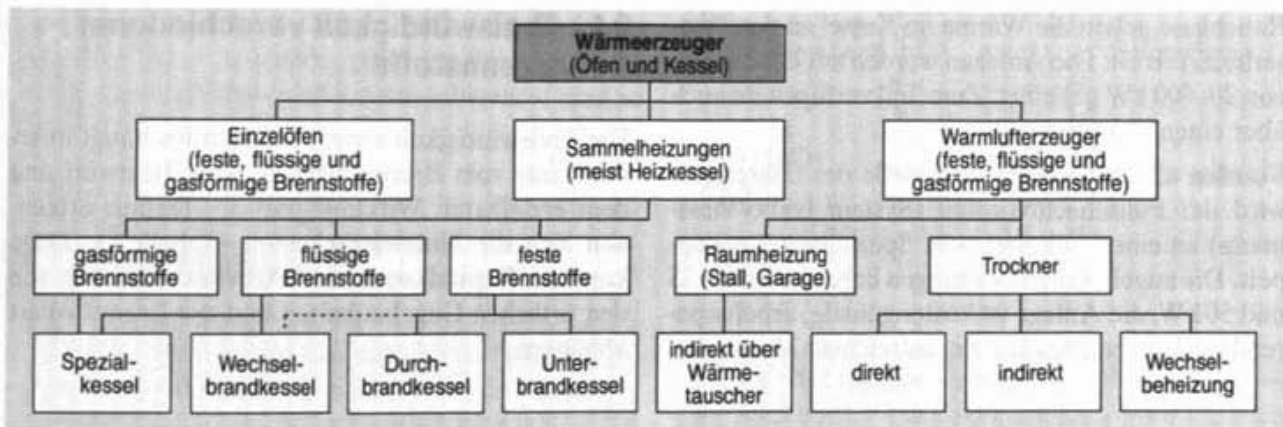 Wärmeerzeuger
(Öfen und Kessel)
Einzelöfen
(feste, flüssige und
gasförmige Brennstoffe)
Sammelheizungen
(meist Heizkessel)
Warmlufterzeuger
(feste, flüssige und
gasförmige Brennstoffe)
gasförmige
Brennstoffe
flüssige
Brennstoffe
feste
Brennstoffe
Raumheizung
(Stall, Garage)
Trockner
Spezial-
kessel
Wechsel-
brandkessel
Durch-
brandkessel
Unter-
brandkessel
indirekt über
Wärme-
tauscher
direkt
indirekt
Wechsel-
beheizung